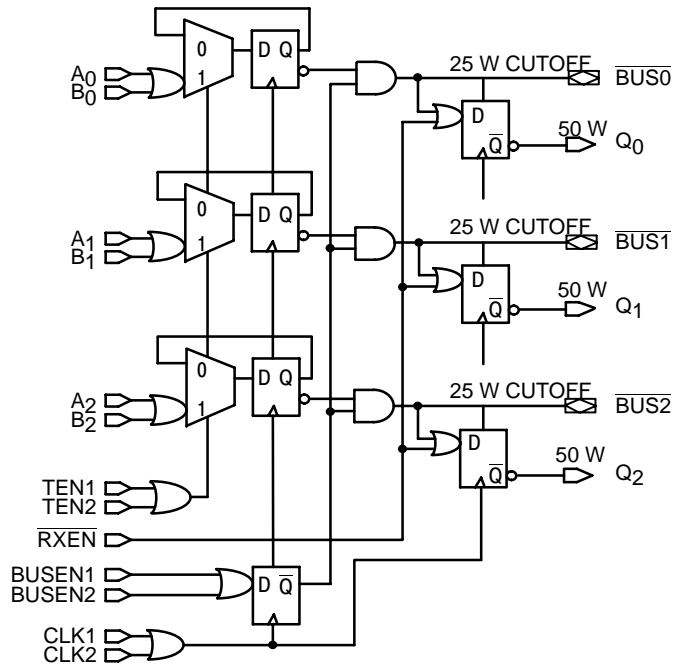 0
1
D Q
A0
B0
25 W CUTOFF
BUS0
D
Q
50 W
Q0
0
1
D Q
A1
B1
25 W CUTOFF
BUS1
D
Q
50 W
Q1
0
1
D Q
A2
B2
25 W CUTOFF
BUS2
D
Q
50 W
Q2
TEN1
TEN2
RXEN
BUSEN1
BUSEN2
D Q
CLK1
CLK2